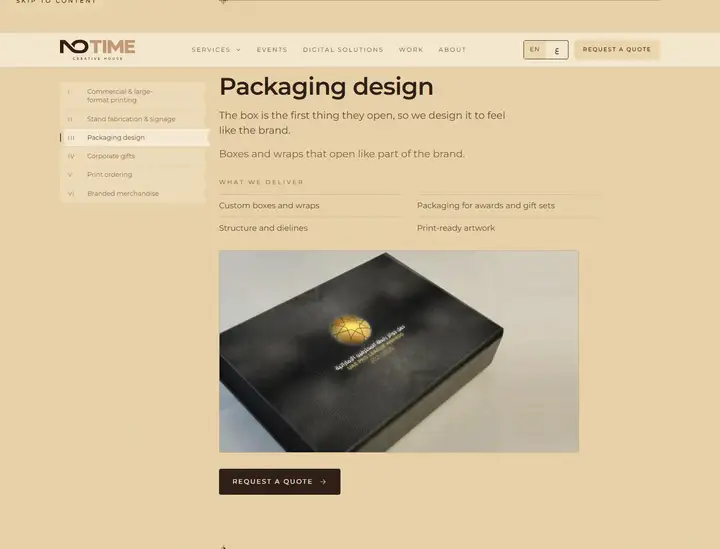 SKIP TO CONTENT
NOTIME
CREATIVE HOUSE
SERVICES
EVENTS
DIGITAL SOLUTIONS
WORK
ABOUT
EN
ع
REQUEST A QUOTE
I Commercial & large-
format printing
II Stand fabrication & signage
III Packaging design
IV Corporate gifts
V Print ordering
VI Branded merchandise
Packaging design
The box is the first thing they open, so we design it to feel
like the brand.
Boxes and wraps that open like part of the brand.
WHAT WE DELIVER
Custom boxes and wraps
Packaging for awards and gift sets
Structure and dielines
Print-ready artwork
REQUEST A QUOTE →